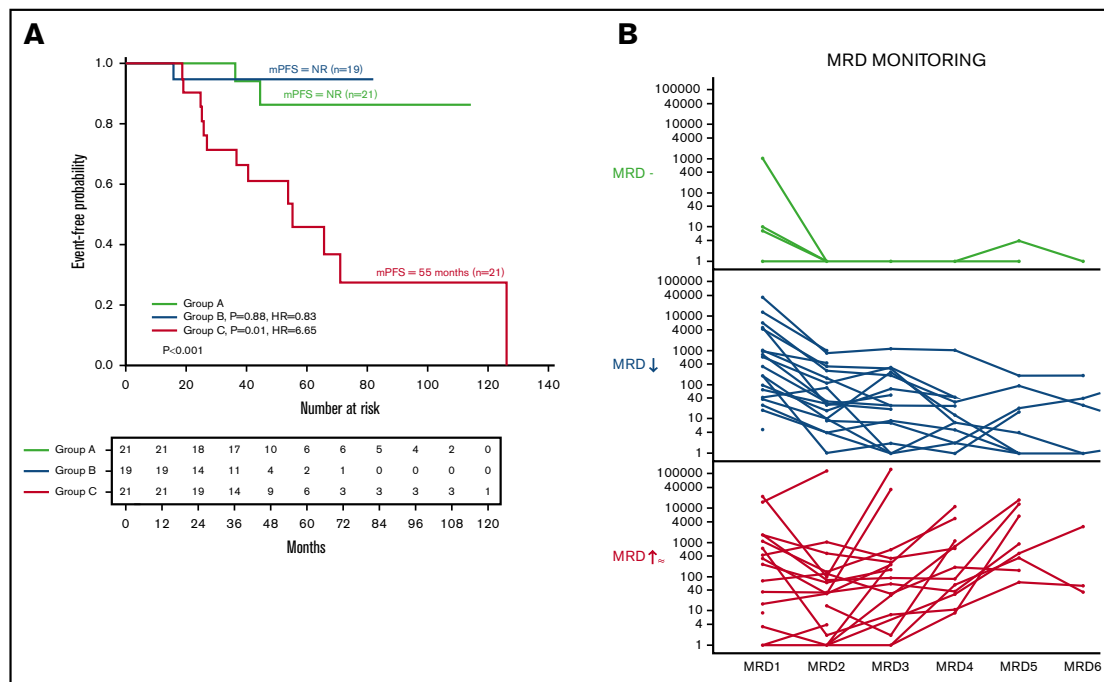 A
1.0
0.8
0.6
0.4
0.2
0.0
Event-free probability
mPFS = NR (n=19)
mPFS = NR (n=21)
mPFS = 55 months (n=21)
Group A
Group B, P=0.88, HR=0.83
Group C, P=0.01, HR=6.65
P<0.001
0 20 40 60 80 100 120 140
Number at risk
Group A 21 21 18 17 10 6 6 5 4 2 0
Group B 19 19 14 11 4 2 1 0 0 0 0
Group C 21 21 19 14 9 6 3 3 3 3 1
0 12 24 36 48 60 72 84 96 108 120
Months
B
MRD MONITORING
MRD -
100000
40000
10000
4000
1000
400
100
40
10
4
1
MRD ↓
100000
40000
10000
4000
1000
400
100
40
10
4
1
MRD ↑≈
100000
40000
10000
4000
1000
400
100
40
10
4
1
MRD1 MRD2 MRD3 MRD4 MRD5 MRD6